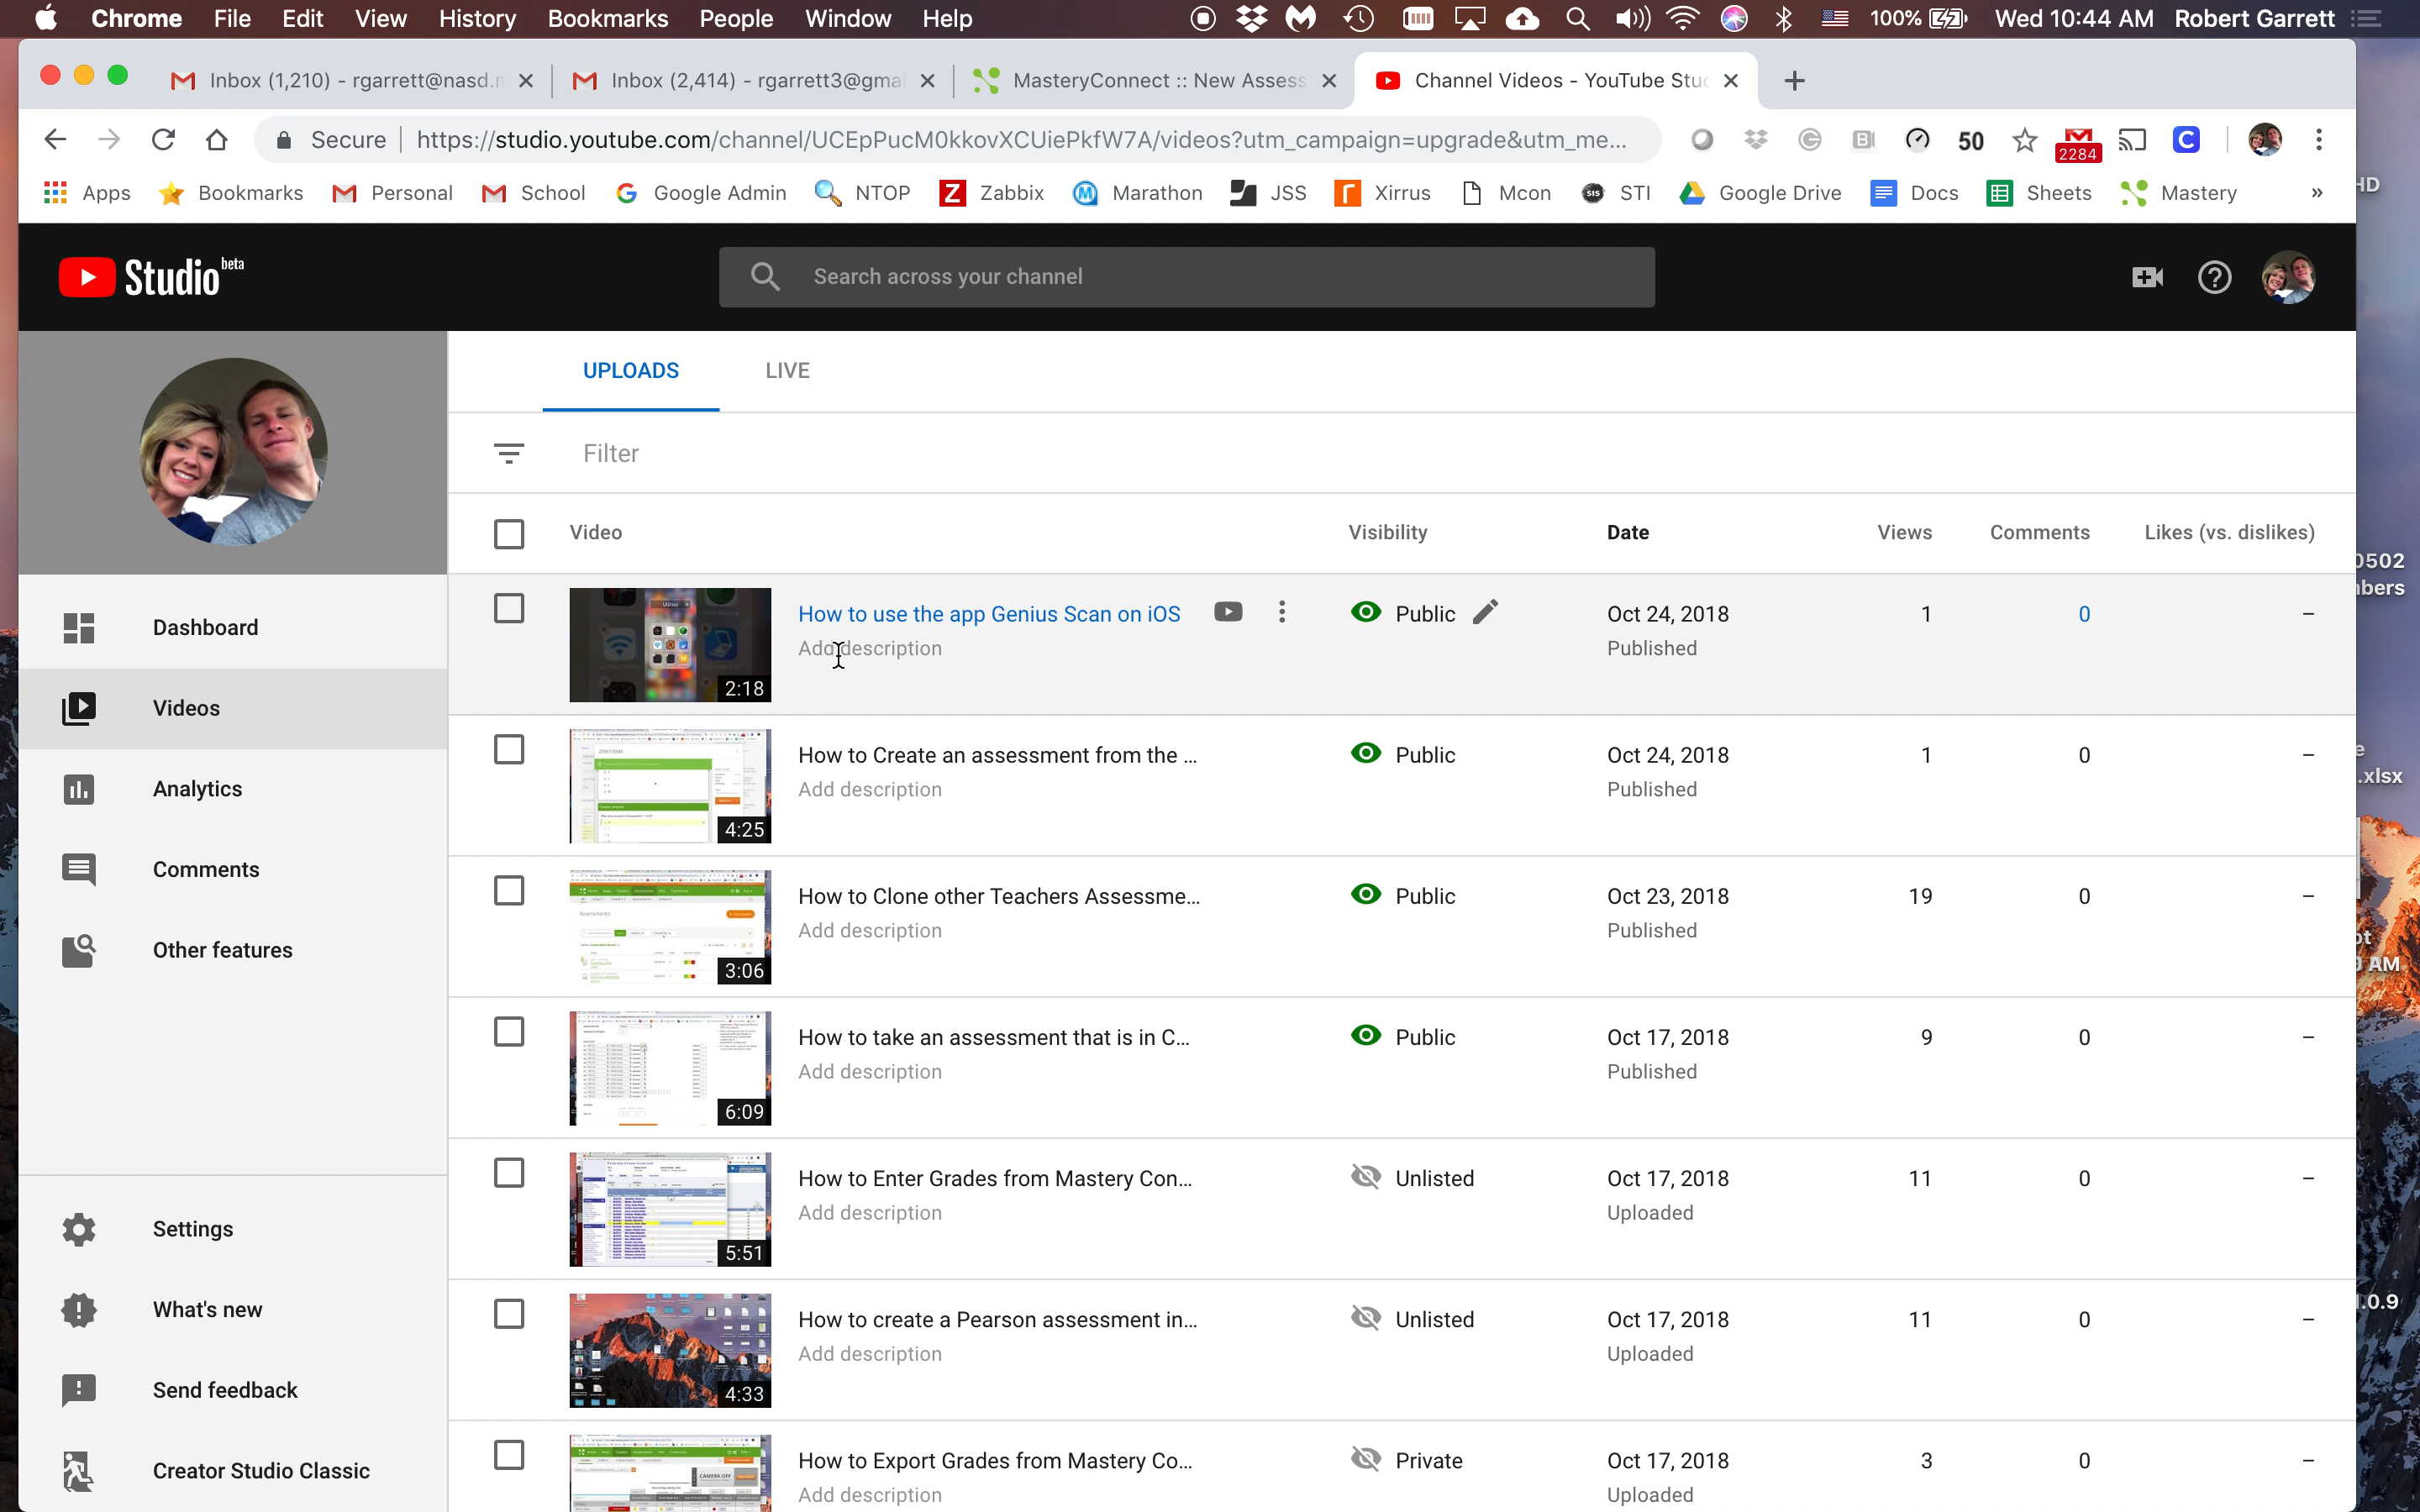 Chrome File Edit View History Bookmarks People Window Help 100% Wed 10:44 AM Robert Garrett
Inbox (1,210) - rgarrett@nasd.n Inbox (2,414) - rgarrett3@gmai MasteryConnect :: New Assess Channel Videos - YouTube Stud
Secure https://studio.youtube.com/channel/UCEpPucM0kkovXCUiePkfW7A/videos?utm_campaign=upgrade&utm_me... 50 2284
Apps Bookmarks Personal School Google Admin NTOP Zabbix Marathon JSS Xirrus Mcon STI Google Drive Docs Sheets Mastery »
HD
Studio beta Search across your channel
UPLOADS LIVE
Filter
Video Visibility Date Views Comments Likes (vs. dislikes)
0502
nbers
.xlsx
AM
.0.9
Dashboard
Videos
Analytics
Comments
Other features
Settings
What's new
Send feedback
Creator Studio Classic
2:18 How to use the app Genius Scan on iOS Public Oct 24, 2018 1 0 –
Add description Published
4:25 How to Create an assessment from the ... Public Oct 24, 2018 1 0 –
Add description Published
3:06 How to Clone other Teachers Assessme... Public Oct 23, 2018 19 0 –
Add description Published
6:09 How to take an assessment that is in C... Public Oct 17, 2018 9 0 –
Add description Published
5:51 How to Enter Grades from Mastery Con... Unlisted Oct 17, 2018 11 0 –
Add description Uploaded
4:33 How to create a Pearson assessment in... Unlisted Oct 17, 2018 11 0 –
Add description Uploaded
How to Export Grades from Mastery Co... Private Oct 17, 2018 3 0 –
Add description Uploaded